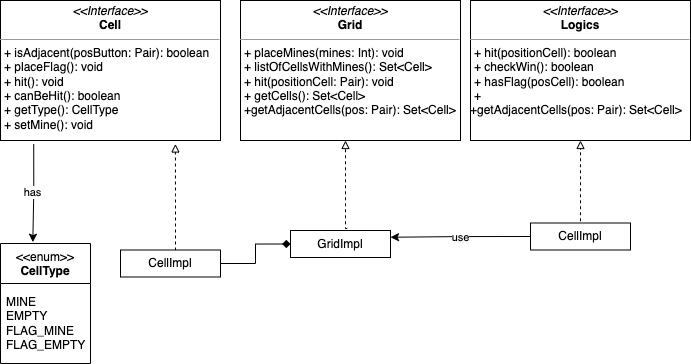 <<Interface>>
Cell
+ isAdjacent(posButton: Pair): boolean
+ placeFlag(): void
+ hit(): void
+ canBeHit(): boolean
+ getType(): CellType
+ setMine(): void
<<Interface>>
Grid
+ placeMines(mines: Int): void
+ listOfCellsWithMines(): Set<Cell>
+ hit(positionCell: Pair): void
+ getCells(): Set<Cell>
+getAdjacentCells(pos: Pair): Set<Cell>
<<Interface>>
Logics
+ hit(positionCell): boolean
+ checkWin(): boolean
+ hasFlag(posCel): boolean
+
+getAdjacentCells(pos: Pair): Set<Cell>
has
use
<<enum>>
CellType
MINE
EMPTY
FLAG_MINE
FLAG_EMPTY
CellImpl
GridImpl
CellImpl